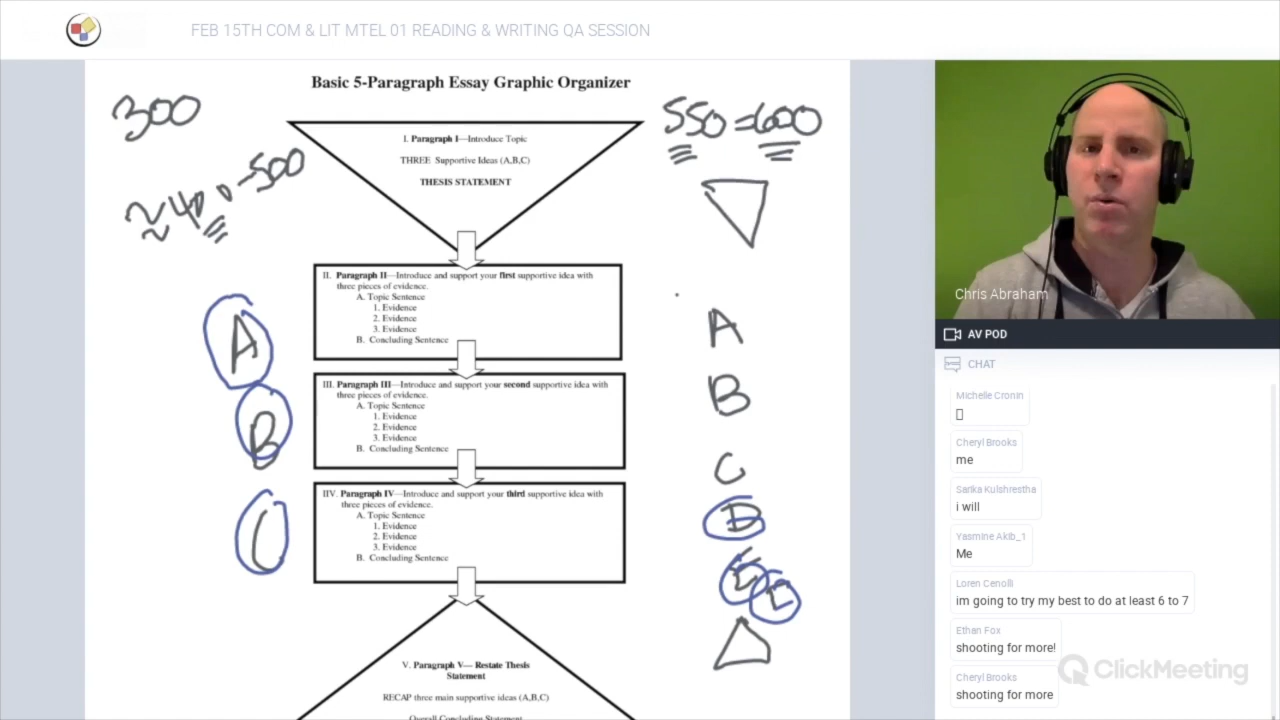 FEB 15TH COM & LIT MTEL 01 READING & WRITING QA SESSION
Basic 5-Paragraph Essay Graphic Organizer
300
550 = 600
≈ 400 - 500
I. Paragraph I—Introduce Topic
THREE Supportive Ideas (A,B,C)
THESIS STATEMENT
II. Paragraph II—Introduce and support your first supportive idea with
three pieces of evidence.
A. Topic Sentence
1. Evidence
2. Evidence
3. Evidence
B. Concluding Sentence
III. Paragraph III—Introduce and support your second supportive idea with
three pieces of evidence.
A. Topic Sentence
1. Evidence
2. Evidence
3. Evidence
B. Concluding Sentence
IIV. Paragraph IV—Introduce and support your third supportive idea with
three pieces of evidence.
A. Topic Sentence
1. Evidence
2. Evidence
3. Evidence
B. Concluding Sentence
V. Paragraph V— Restate Thesis
Statement
RECAP three main supportive ideas (A,B,C)
Overall Concluding Statement
A
B
C
A
B
C
D
E
Chris Abraham
AV POD
CHAT
Michelle Cronin
Cheryl Brooks
me
Sarika Kulshrestha
i will
Yasmine Akib_1
Me
Loren Cenolli
im going to try my best to do at least 6 to 7
Ethan Fox
shooting for more!
Cheryl Brooks
shooting for more
ClickMeeting